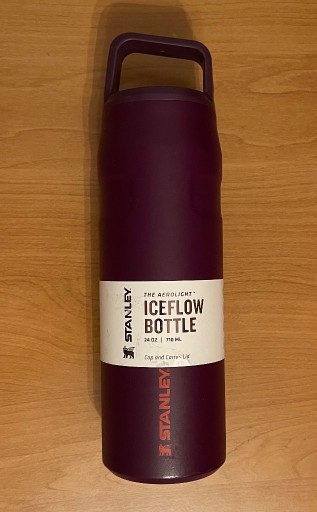 STANLEY
THE AEROLIGHT™
ICEFLOW
BOTTLE
24 OZ | 710 ML
Cap and Carry Lid
STANLEY